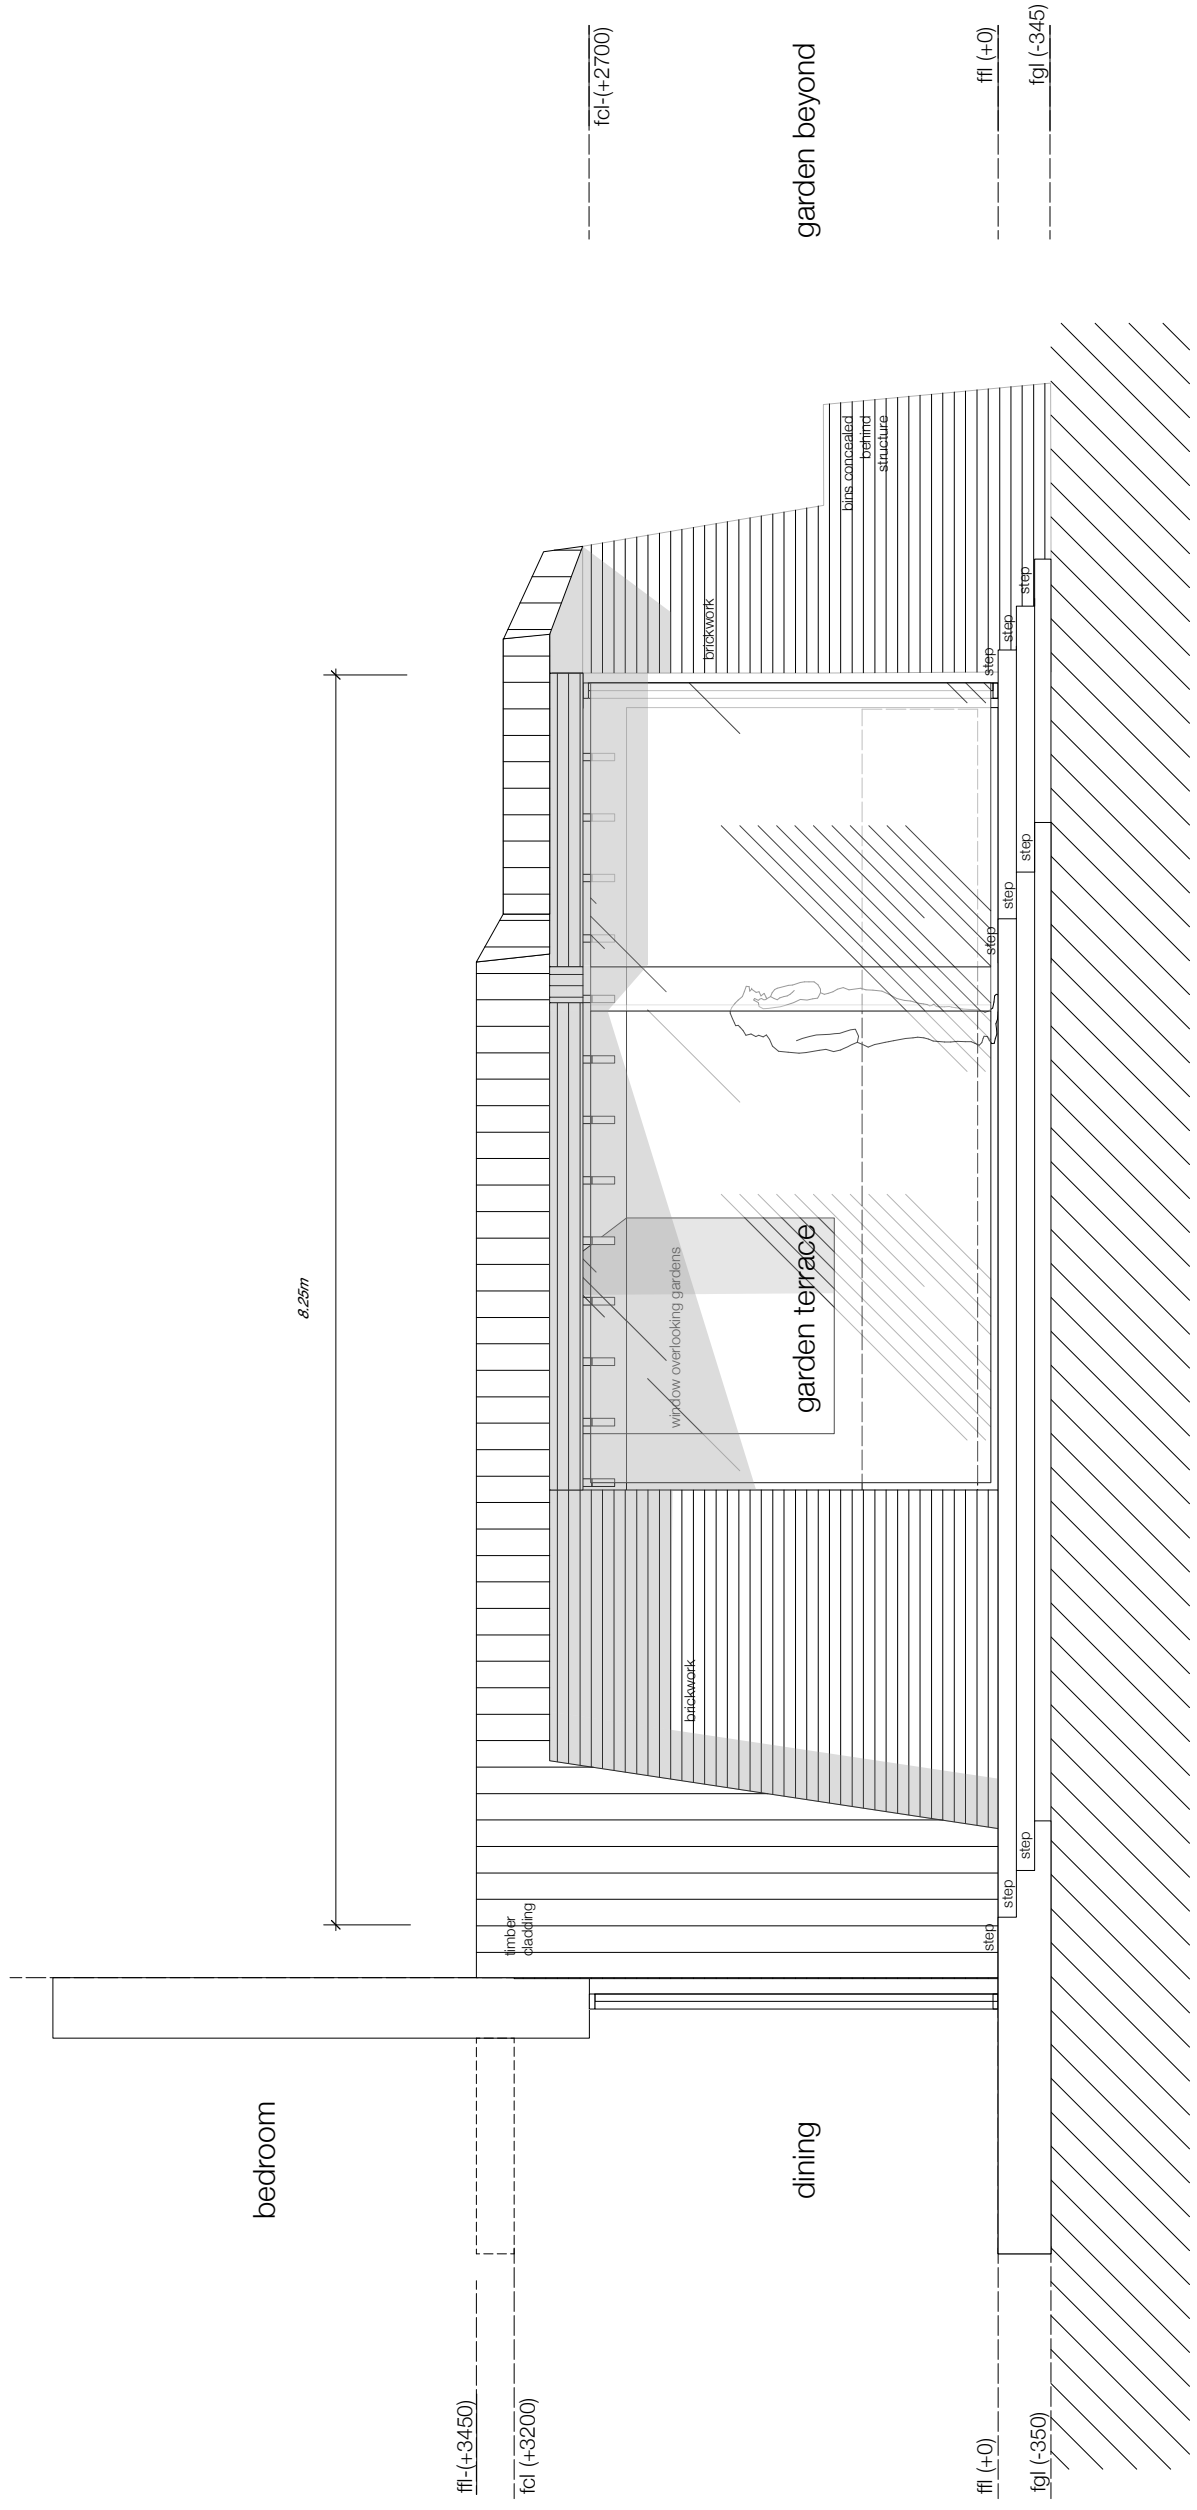 bedroom
8.25m
ffl-(+3450)
fcl (+3200)
timber
cladding
fcl-(+2700)
window overlooking gardens
brickwork
brickwork
dining
garden terrace
garden beyond
bins concealed
behind
structure
ffl (+0)
step
step
step
ffl (+0)
step
step
step
step
step
step
fgl (-350)
fgl (-345)